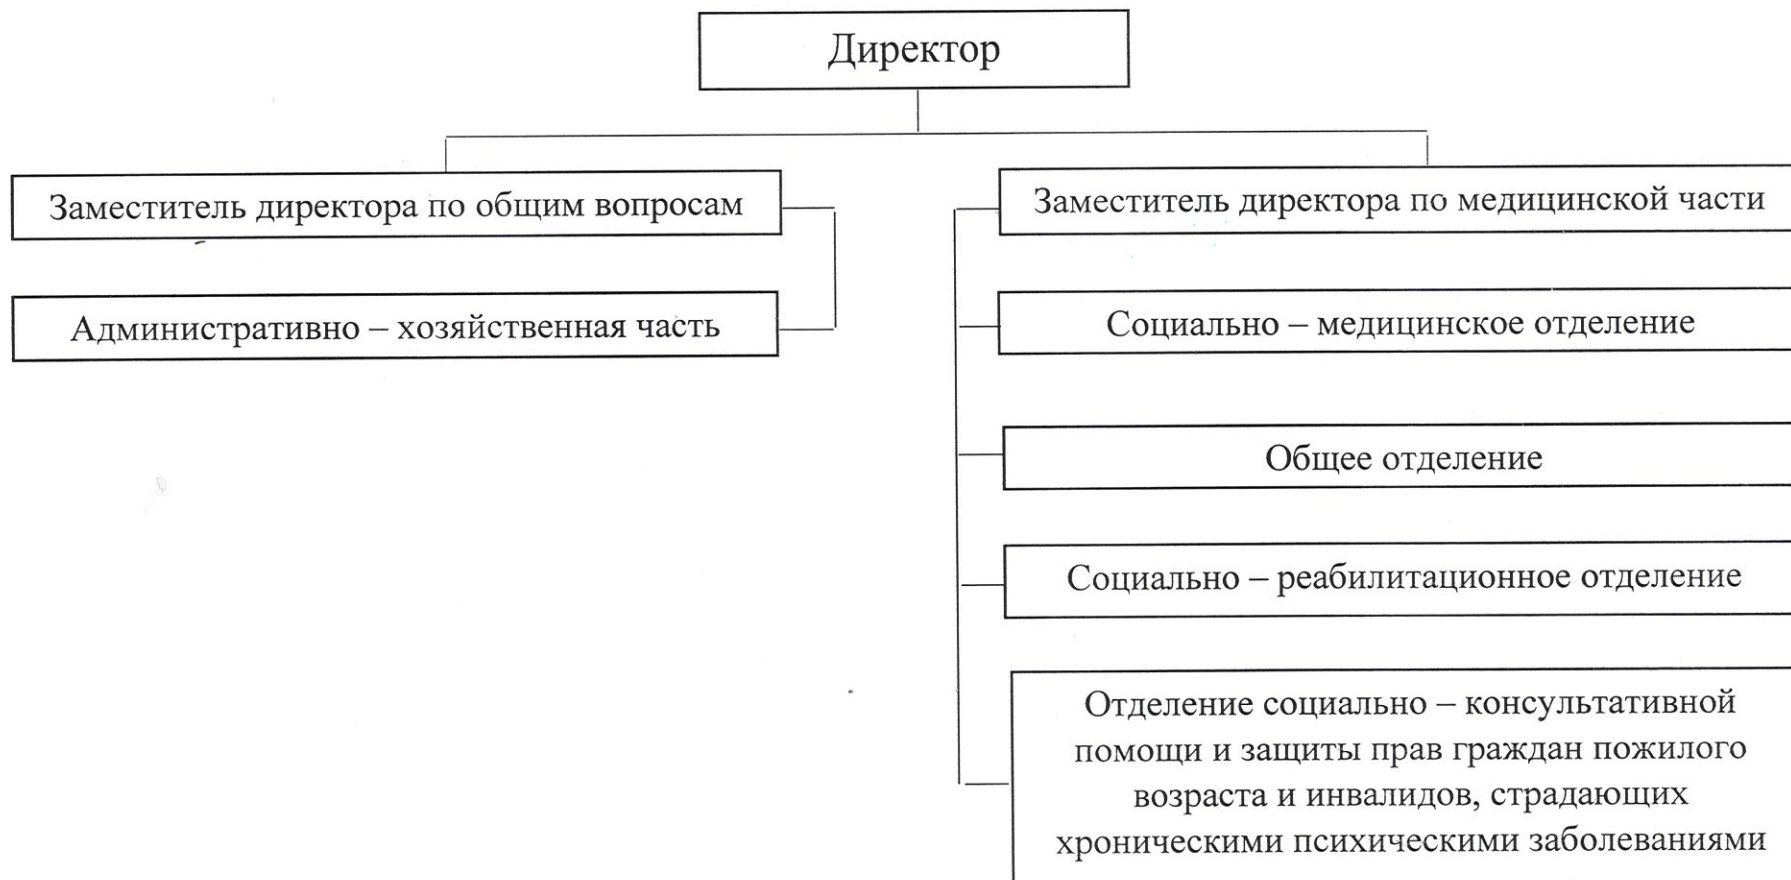 Директор
Заместитель директора по общим вопросам
Административно – хозяйственная часть
Заместитель директора по медицинской части
Социально – медицинское отделение
Общее отделение
Социально – реабилитационное отделение
Отделение социально – консультативной
помощи и защиты прав граждан пожилого
возраста и инвалидов, страдающих
хроническими психическими заболеваниями